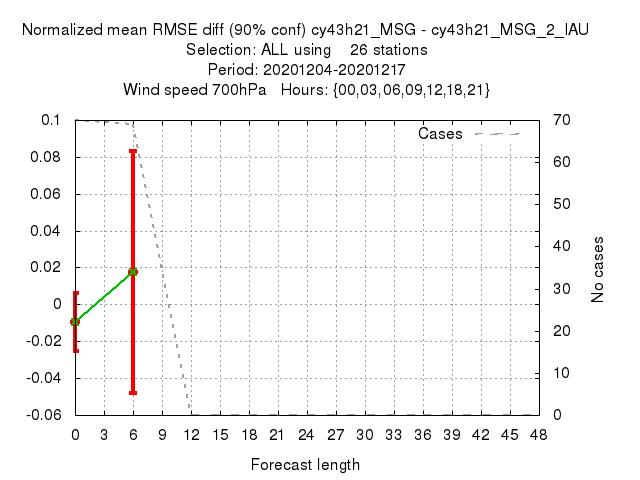 Normalized mean RMSE diff (90% conf) cy43h21_MSG - cy43h21_MSG_2_IAU
Selection: ALL using    26 stations
Period: 20201204-20201217
Wind speed 700hPa   Hours: {00,03,06,09,12,18,21}
Cases
0.1
0.08
0.06
0.04
0.02
0
-0.02
-0.04
-0.06
70
60
50
40
30
20
10
0
No cases
0 3 6 9 12 15 18 21 24 27 30 33 36 39 42 45 48
Forecast length